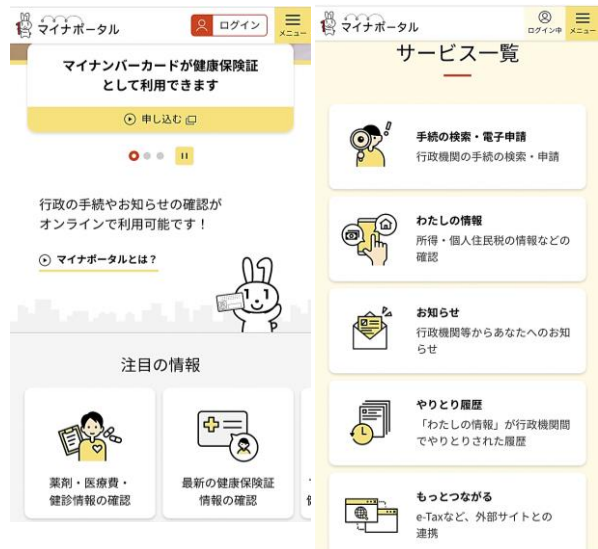 マイナポータル
ログイン
メニュー
マイナンバーカードが健康保険証
として利用できます
申し込む
行政の手続やお知らせの確認が
オンラインで利用可能です！
マイナポータルとは？
注目の情報
薬剤・医療費・
健診情報の確認
最新の健康保険証
情報の確認
マイナポータル
ログイン中
メニュー
サービス一覧
手続の検索・電子申請
行政機関の手続の検索・申請
わたしの情報
所得・個人住民税の情報などの
確認
お知らせ
行政機関等からあなたへのお知
らせ
やりとり履歴
「わたしの情報」が行政機関間
でやりとりされた履歴
もっとつながる
e-Taxなど、外部サイトとの
連携